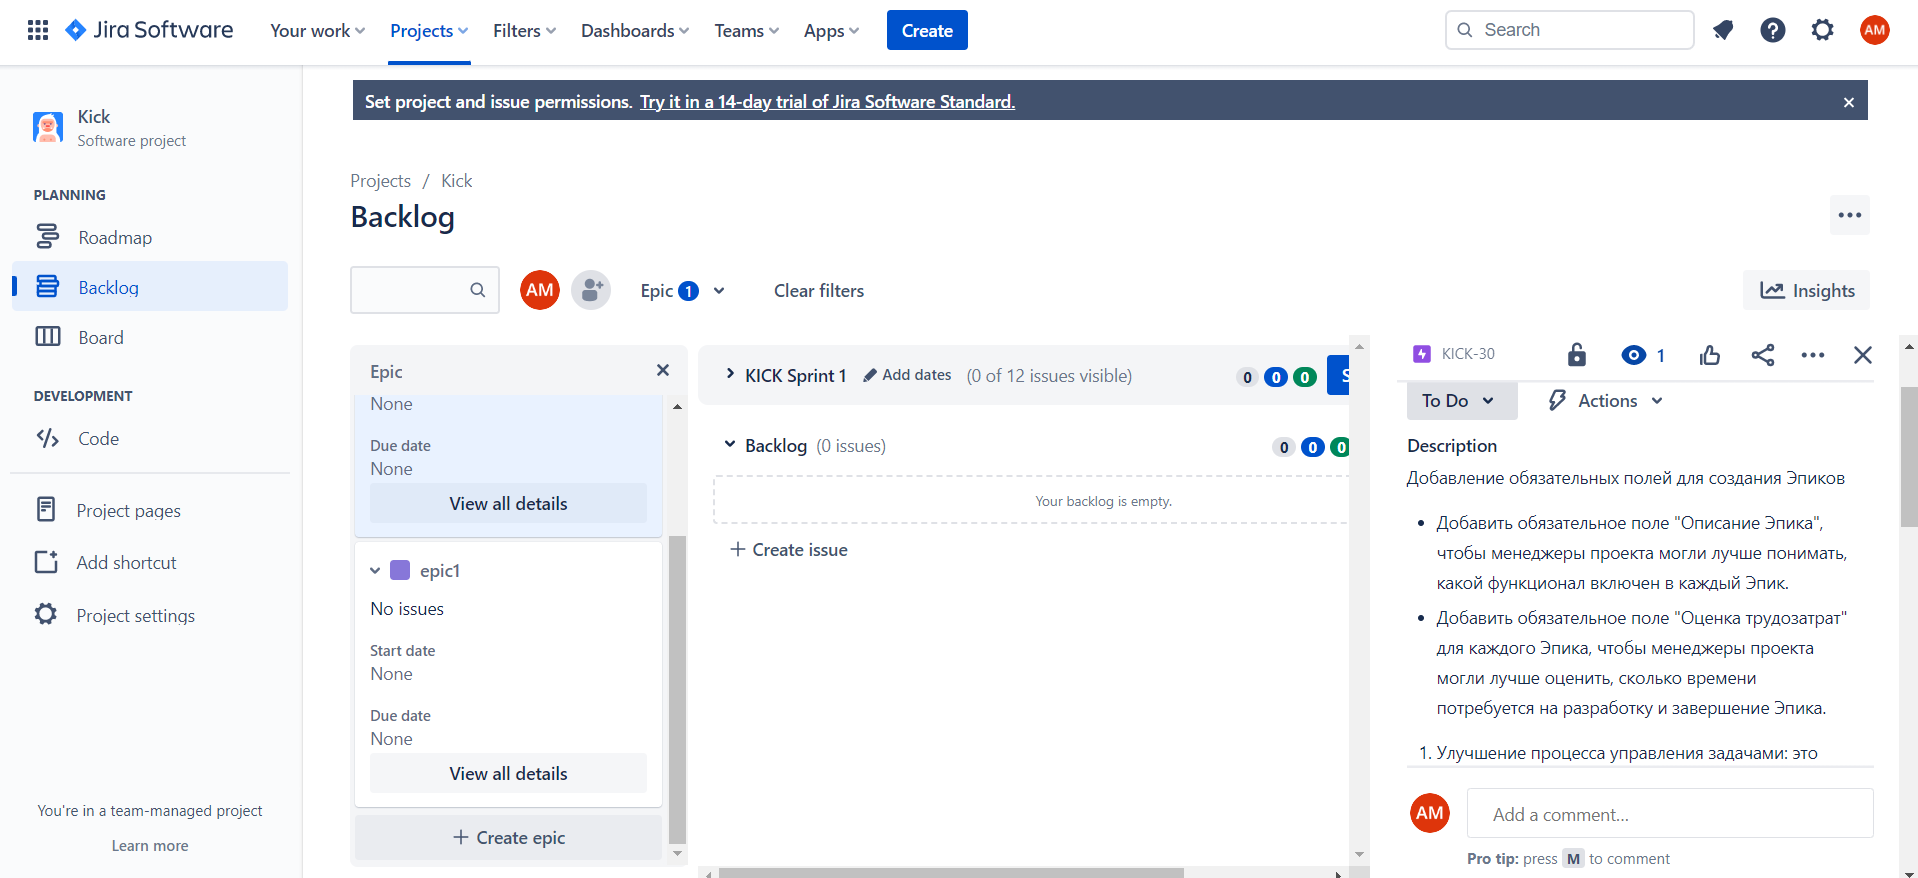 Jira Software
Your work
Projects
Filters
Dashboards
Teams
Apps
Create
Search
AM
Set project and issue permissions. Try it in a 14-day trial of Jira Software Standard.
Kick
Software project
PLANNING
Roadmap
Backlog
Board
DEVELOPMENT
Code
Project pages
Add shortcut
Project settings
You're in a team-managed project
Learn more
Projects / Kick
Backlog
AM
Epic 1
Clear filters
Insights
Epic
None
Due date
None
View all details
epic1
No issues
Start date
None
Due date
None
View all details
Create epic
KICK Sprint 1 Add dates (0 of 12 issues visible) 0 0 0 S
Backlog (0 issues) 0 0 0
Your backlog is empty.
Create issue
KICK-30
1
To Do
Actions
Description
Добавление обязательных полей для создания Эпиков
• Добавить обязательное поле "Описание Эпика",
чтобы менеджеры проекта могли лучше понимать,
какой функционал включен в каждый Эпик.
• Добавить обязательное поле "Оценка трудозатрат"
для каждого Эпика, чтобы менеджеры проекта
могли лучше оценить, сколько времени
потребуется на разработку и завершение Эпика.
1. Улучшение процесса управления задачами: это
AM
Add a comment...
Pro tip: press M to comment